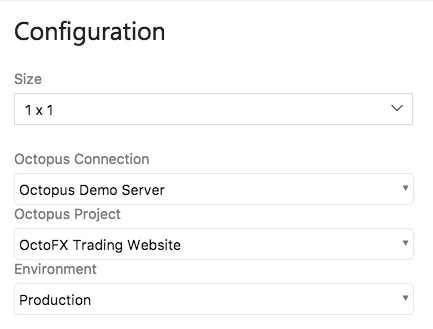 Configuration
Size
1 x 1
Octopus Connection
Octopus Demo Server
Octopus Project
OctoFX Trading Website
Environment
Production